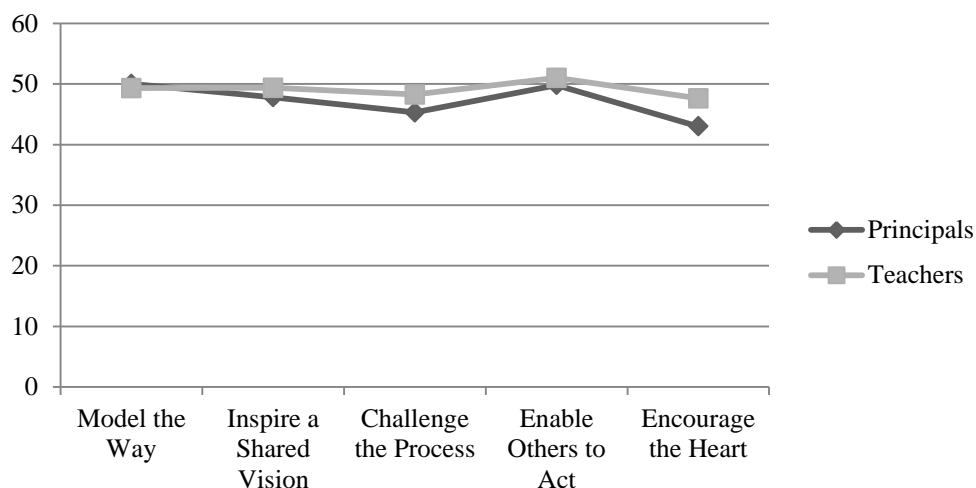 60
50
40
30
20
10
0
Model the
Way
Inspire a
Shared
Vision
Challenge
the Process
Enable
Others to
Act
Encourage
the Heart
Principals
Teachers